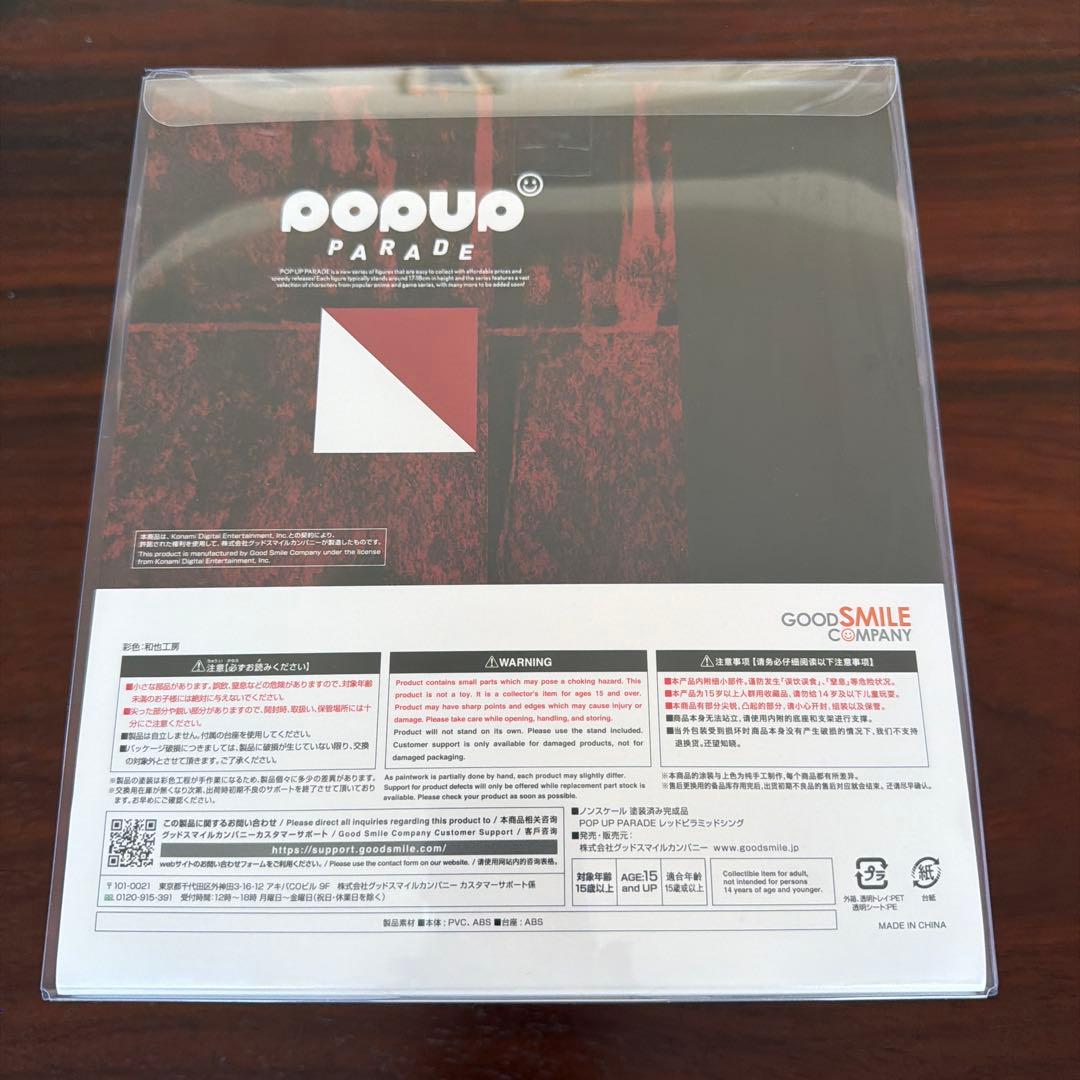 POPUP
PARADE
POP UP PARADE is a new series of figures that are easy to collect with affordable prices and
speedy releases! Each figure typically stands around 17-18cm in height and the series features a vast
selection of characters from popular anime and game series, with many more to be added soon!
本商品は、Konami Digital Entertainment, Inc.との契約により、
許諾された権利を使用して、株式会社グッドスマイルカンパニーが製造したものです。
This product is manufactured by Good Smile Company under the license
from Konami Digital Entertainment, Inc.
GOODSMILE
COMPANY
彩色:和也工房
⚠注意【必ずお読みください】
■小さな部品があります。誤飲、窒息などの危険がありますので、対象年齢
未満のお子様には絶対に与えないでください。
■尖った部分や鋭い部分がありますので、開封時、取扱い、保管場所には十
分にご注意ください。
■製品は自立しません。付属の台座を使用してください。
■パッケージ破損につきましては、製品に破損が生じていない限り、交換
の対象外とさせて頂きます。ご了承ください。
※製品の塗装は彩色工程が手作業になるため、製品個々に多少の差異があります。
※交換用在庫が無くなり次第、出荷時初期不良のサポートを終了させて頂いており
ます。お早めにご確認ください。
⚠WARNING
Product contains small parts which may pose a choking hazard. This
product is not a toy. It is a collector's item for ages 15 and over.
Product may have sharp points and edges which may cause injury or
damage. Please take care while opening, handling, and storing.
Product will not stand on its own. Please use the stand included.
Customer support is only available for damaged products, not for
damaged packaging.
As paintwork is partially done by hand, each product may slightly differ.
Support for product defects will only be offered while replacement part stock is
available. Please check your product as soon as possible.
⚠注意事项【请务必仔细阅读以下注意事项】
■本产品内附细小部件,谨防发生「误饮误食」、「窒息」等危险状况。
■本产品为15岁以上人群用收藏品,请勿给14岁及以下儿童玩耍。
■本商品有部分尖锐,凸起的部分,请小心开封,组装以及保管。
■商品本身无法站立,请使用内附的底座和支架进行支撑。
■当外包装受到损坏时商品本身没有产生破损的情况下,我们不支持
退换货。还望知晓。
※本商品的涂装与上色为纯手工制作,每个商品都有所差异。
※售后更换用的备品库存用完后,出货初期不良品的售后对应就会结束。还请尽早确认。
この製品に関するお問い合わせ / Please direct all inquiries regarding this product to / 本商品相关咨询
グッドスマイルカンパニーカスタマーサポート / Good Smile Company Customer Support / 客戶咨询
https://support.goodsmile.com/
webサイトのお問い合わせフォームをご利用ください。/ Please use the contact form on our website. / 请使用网站内的咨询表格。
〒101-0021 東京都千代田区外神田3-16-12 アキバCOビル 9F 株式会社グッドスマイルカンパニー カスタマーサポート係
0120-915-391 受付時間:12時〜18時 月曜日〜金曜日(祝日・休業日を除く)
■ノンスケール 塗装済み完成品
POP UP PARADE レッドピラミッドシング
■発売・販売元:
株式会社グッドスマイルカンパニー www.goodsmile.jp
対象年齢
15歳以上
AGE:15
and UP
適合年齢
15歳或以上
Collectible item for adult,
not intended for persons
14 years of age and younger.
プラ
外箱、透明トレイ:PET
透明シート:PE
紙
台紙
製品素材 ■本体:PVC、ABS ■台座:ABS
MADE IN CHINA